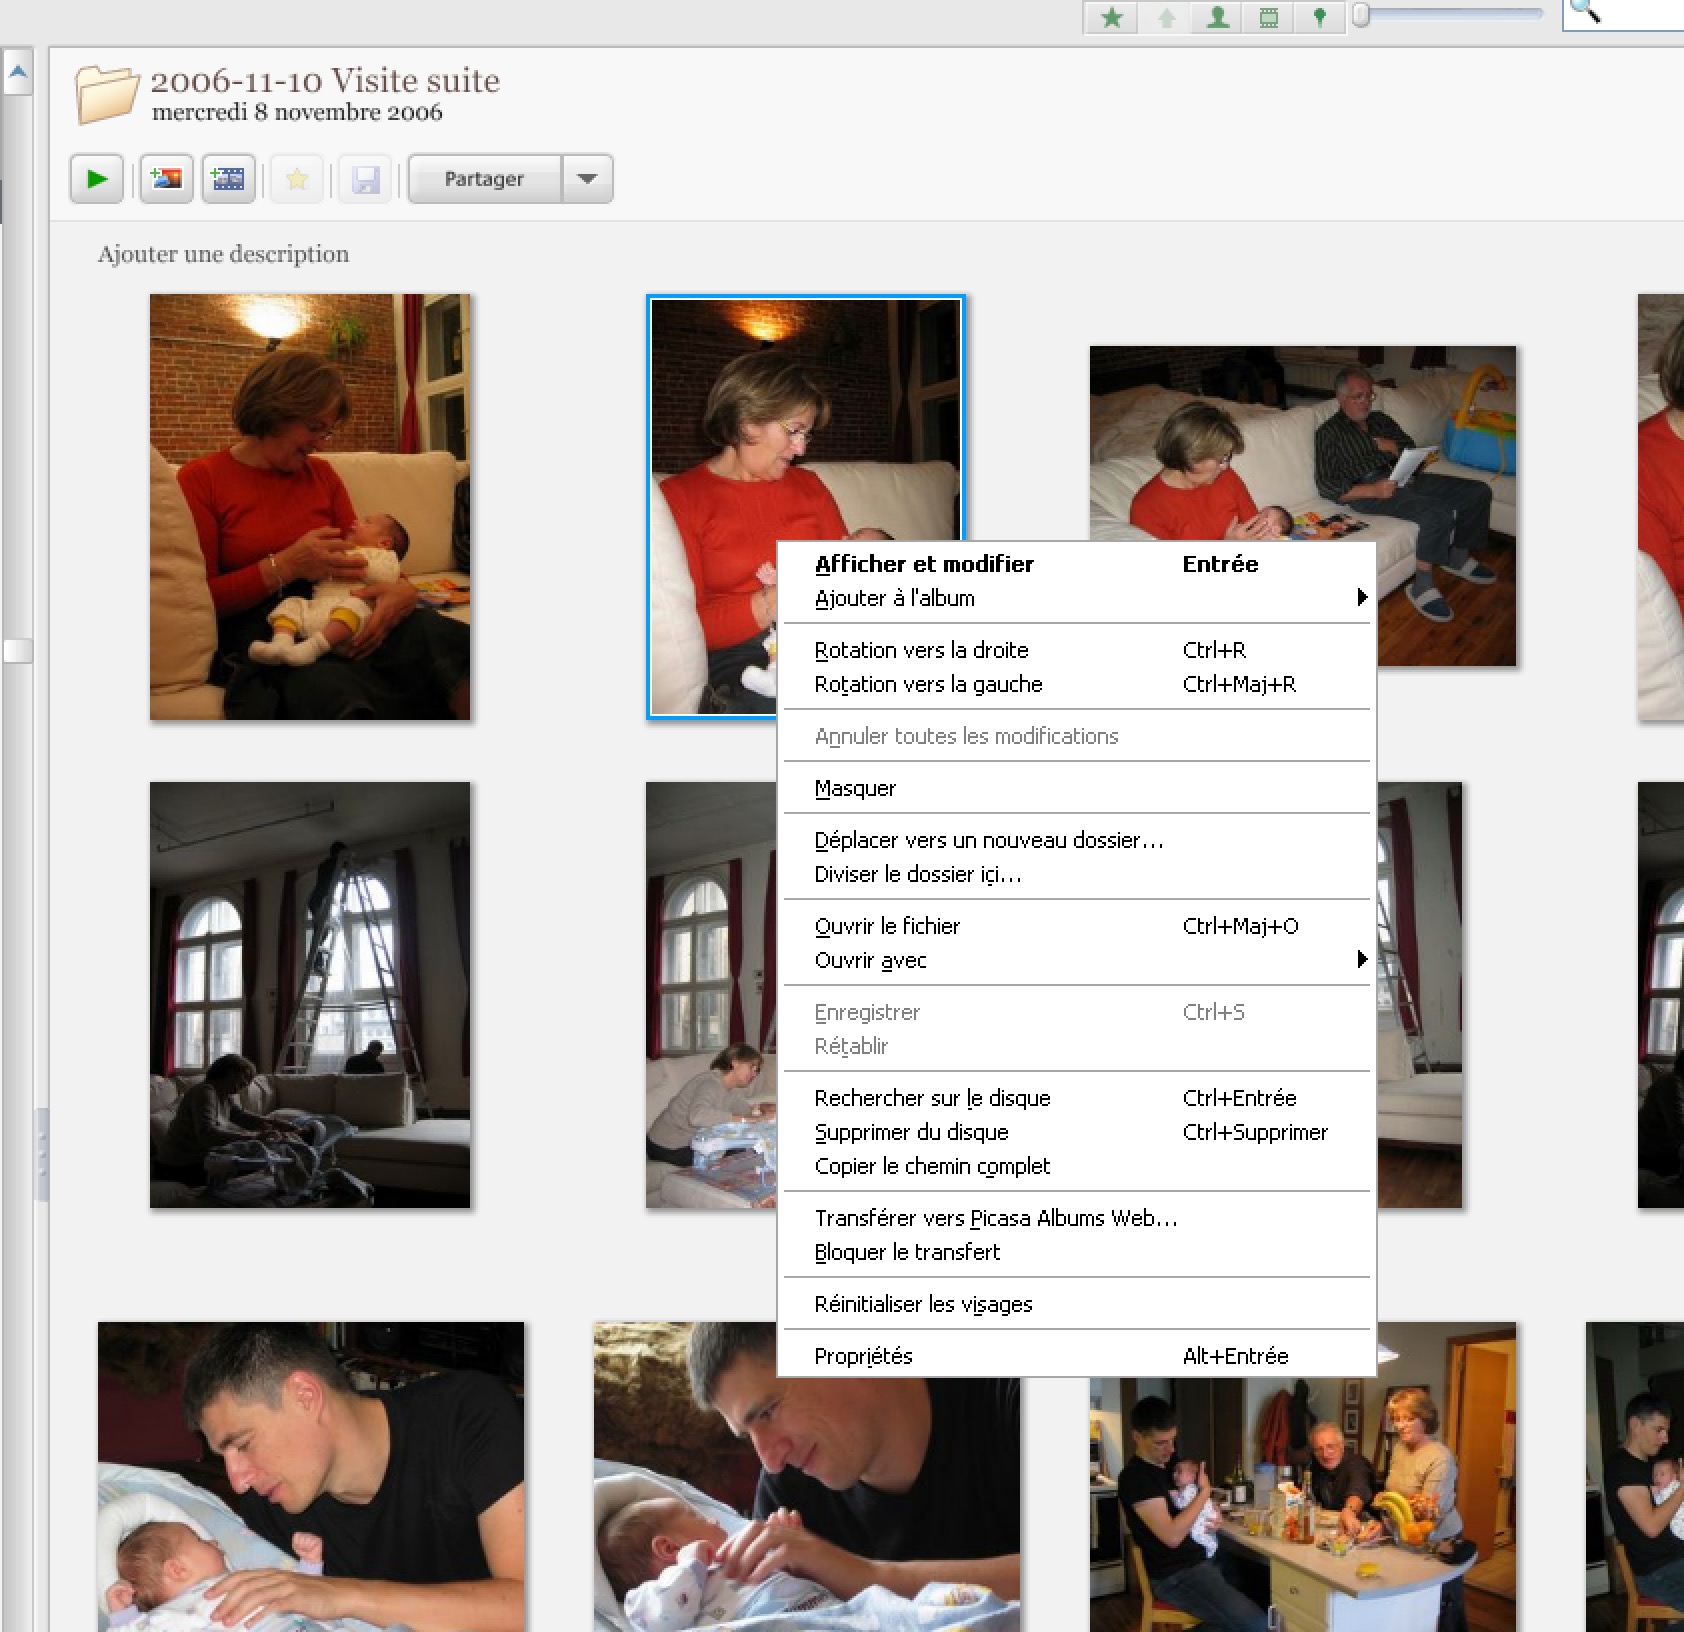 2006-11-10 Visite suite
mercredi 8 novembre 2006
Partager
Ajouter une description
Afficher et modifier Entrée
Ajouter à l'album
Rotation vers la droite Ctrl+R
Rotation vers la gauche Ctrl+Maj+R
Annuler toutes les modifications
Masquer
Déplacer vers un nouveau dossier...
Diviser le dossier içi...
Ouvrir le fichier Ctrl+Maj+O
Ouvrir avec
Enregistrer Ctrl+S
Rétablir
Rechercher sur le disque Ctrl+Entrée
Supprimer du disque Ctrl+Supprimer
Copier le chemin complet
Transférer vers Picasa Albums Web...
Bloquer le transfert
Réinitialiser les visages
Propriétés Alt+Entrée